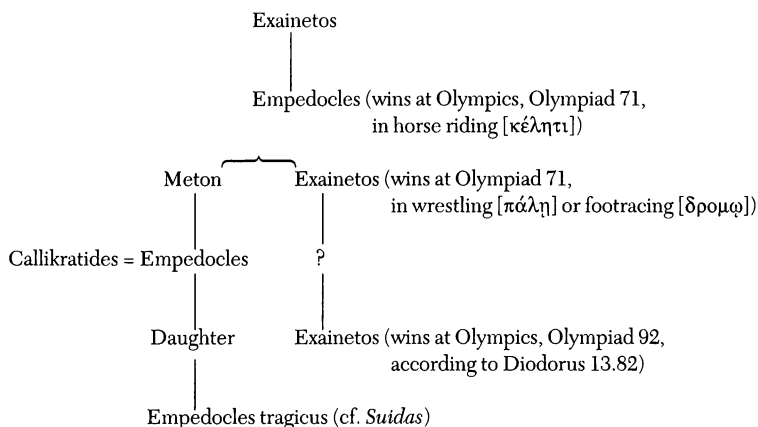 Exainetos
Empedocles (wins at Olympics, Olympiad 71,
in horse riding [κέλητι])
Meton Exainetos (wins at Olympiad 71,
in wrestling [πάλῃ] or footracing [δρομῳ])
Callikratides = Empedocles ?
Daughter Exainetos (wins at Olympics, Olympiad 92,
according to Diodorus 13.82)
Empedocles tragicus (cf. Suidas)